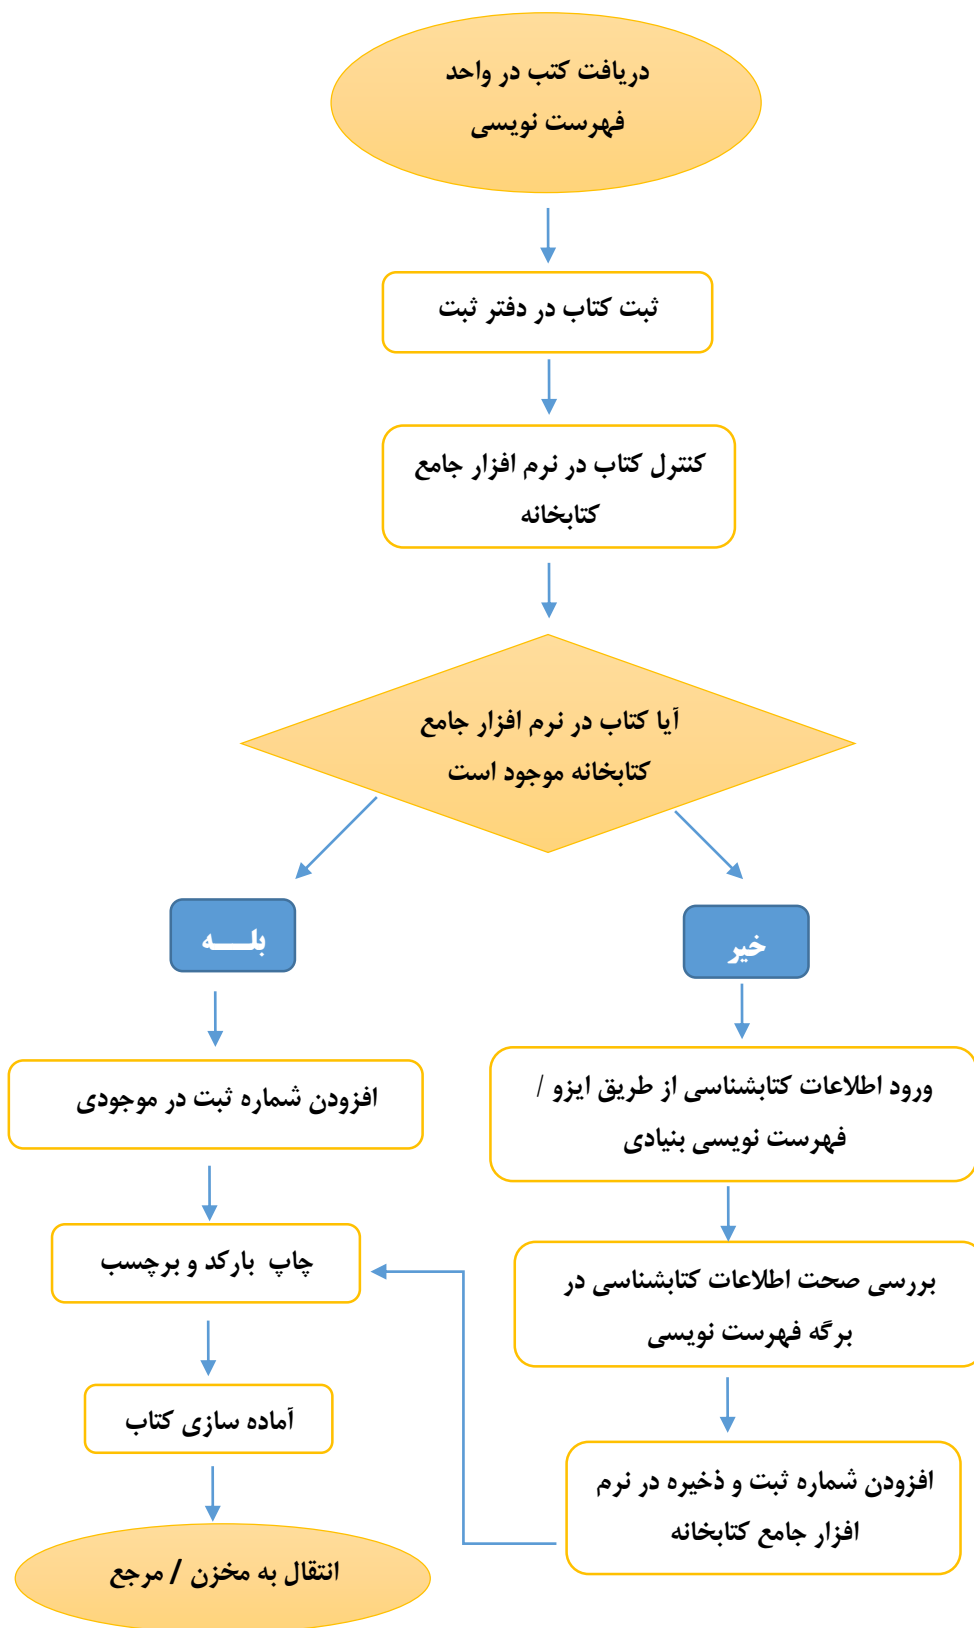 دریافت کتب در واحد
فهرست نویسی
ثبت کتاب در دفتر ثبت
کنترل کتاب در نرم افزار جامع
کتابخانه
آیا کتاب در نرم افزار جامع
کتابخانه موجود است
خیر
بلـــه
ورود اطلاعات کتابشناسی از طریق ایزو /
فهرست نویسی بنیادی
افزودن شماره ثبت در موجودی
بررسی صحت اطلاعات کتابشناسی در
برگه فهرست نویسی
چاپ بارکد و برچسب
افزودن شماره ثبت و ذخیره در نرم
افزار جامع کتابخانه
آماده سازی کتاب
انتقال به مخزن / مرجع